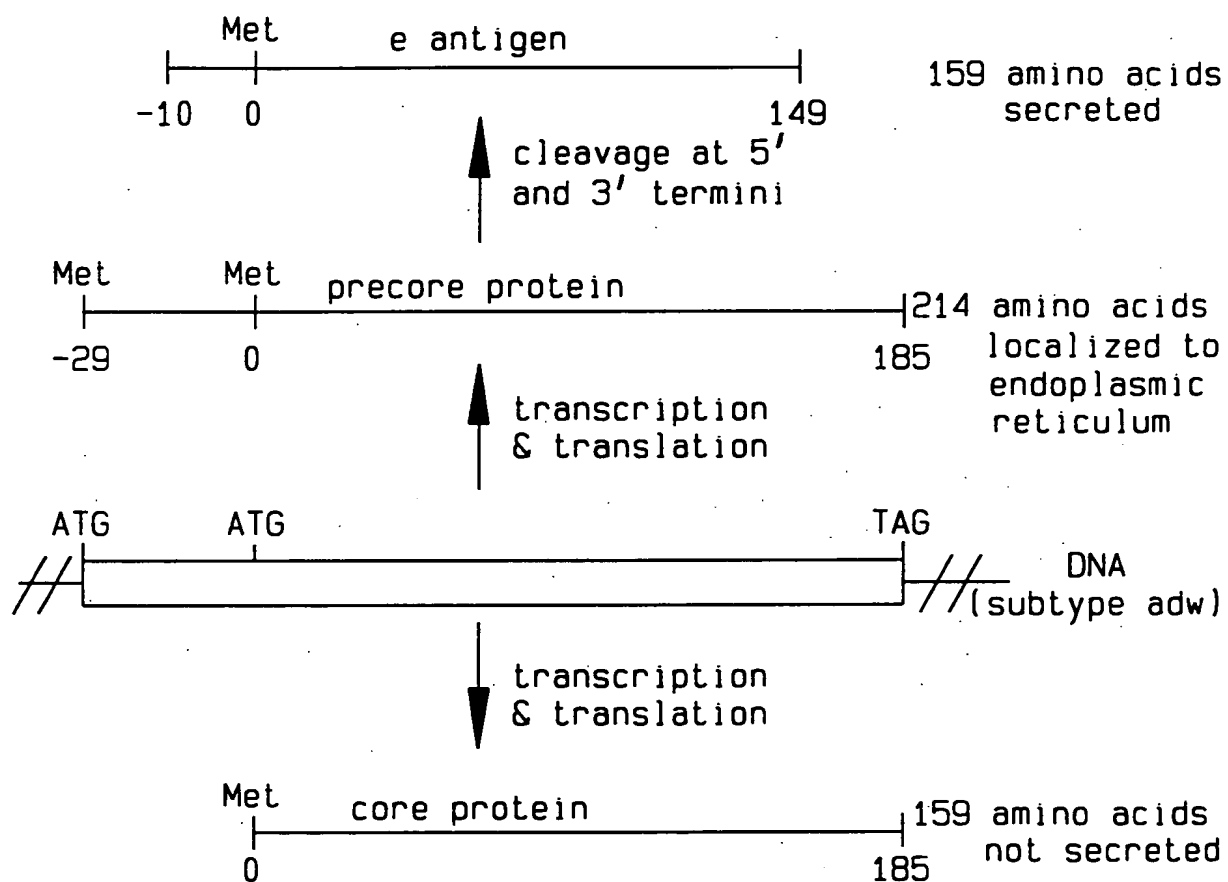 Met
e antigen
-10
0
149
159 amino acids
secreted
cleavage at 5'
and 3' termini
Met
Met
precore protein
-29
0
185
214 amino acids
localized to
endoplasmic
reticulum
transcription
& translation
ATG
ATG
TAG
DNA
(subtype adw)
transcription
& translation
Met
core protein
0
185
159 amino acids
not secreted